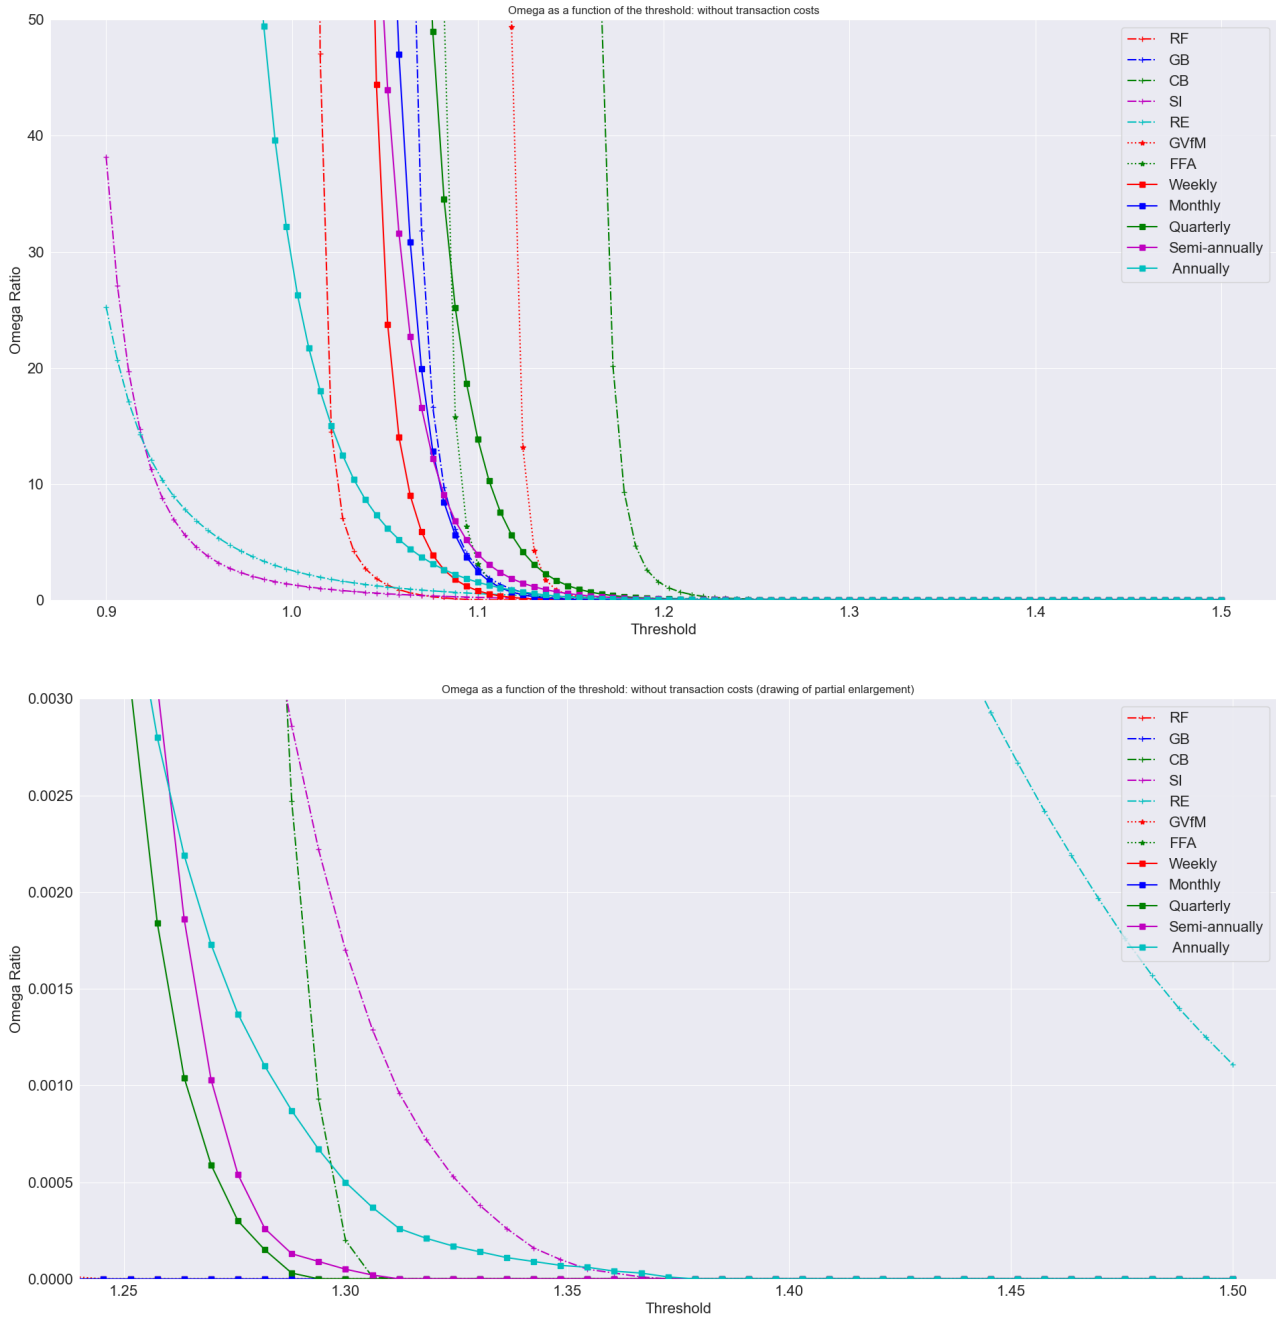 Omega as a function of the threshold: without transaction costs
50
40
30
20
10
0
Omega Ratio
0.9
1.0
1.1
1.2
1.3
1.4
1.5
Threshold
RF
GB
CB
SI
RE
GVfM
FFA
Weekly
Monthly
Quarterly
Semi-annually
Annually
Omega as a function of the threshold: without transaction costs (drawing of partial enlargement)
0.0030
0.0025
0.0020
0.0015
0.0010
0.0005
0.0000
Omega Ratio
1.25
1.30
1.35
1.40
1.45
1.50
Threshold
RF
GB
CB
SI
RE
GVfM
FFA
Weekly
Monthly
Quarterly
Semi-annually
Annually